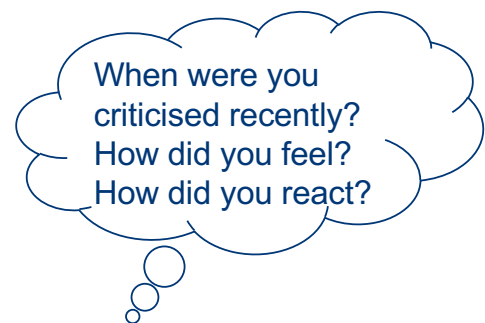 When were you
criticised recently?
How did you feel?
How did you react?